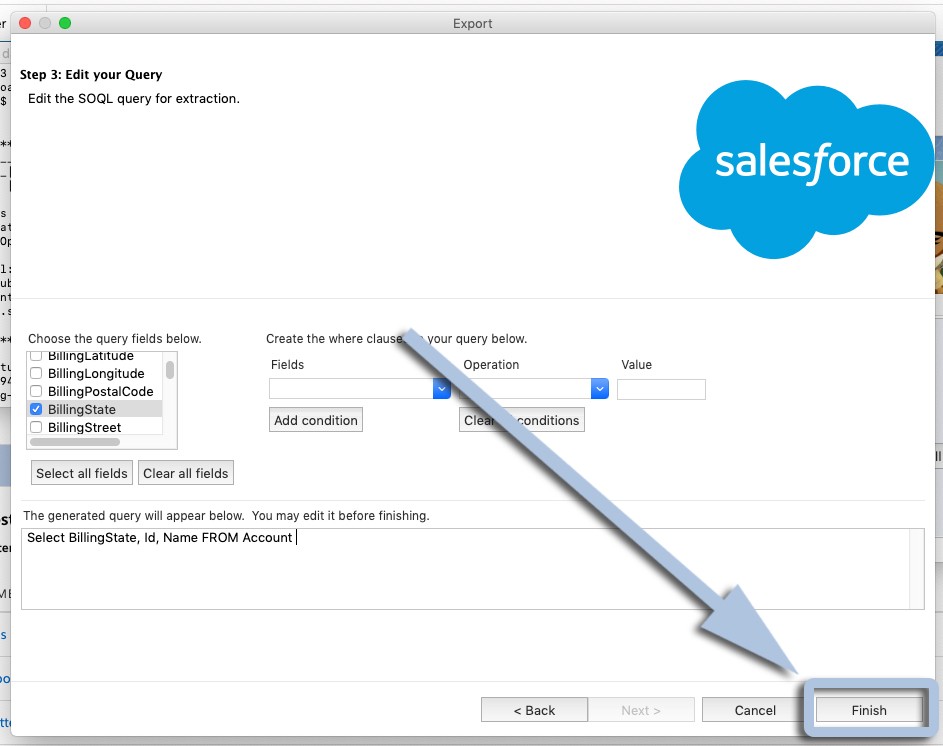 Export
Step 3: Edit your Query
Edit the SOQL query for extraction.
salesforce
Choose the query fields below.
BillingLatitude
BillingLongitude
BillingPostalCode
BillingState
BillingStreet
Select all fields
Clear all fields
Create the where clause your query below.
Fields
Operation
Value
Add condition
Clear conditions
The generated query will appear below. You may edit it before finishing.
Select BillingState, Id, Name FROM Account
< Back
Next >
Cancel
Finish